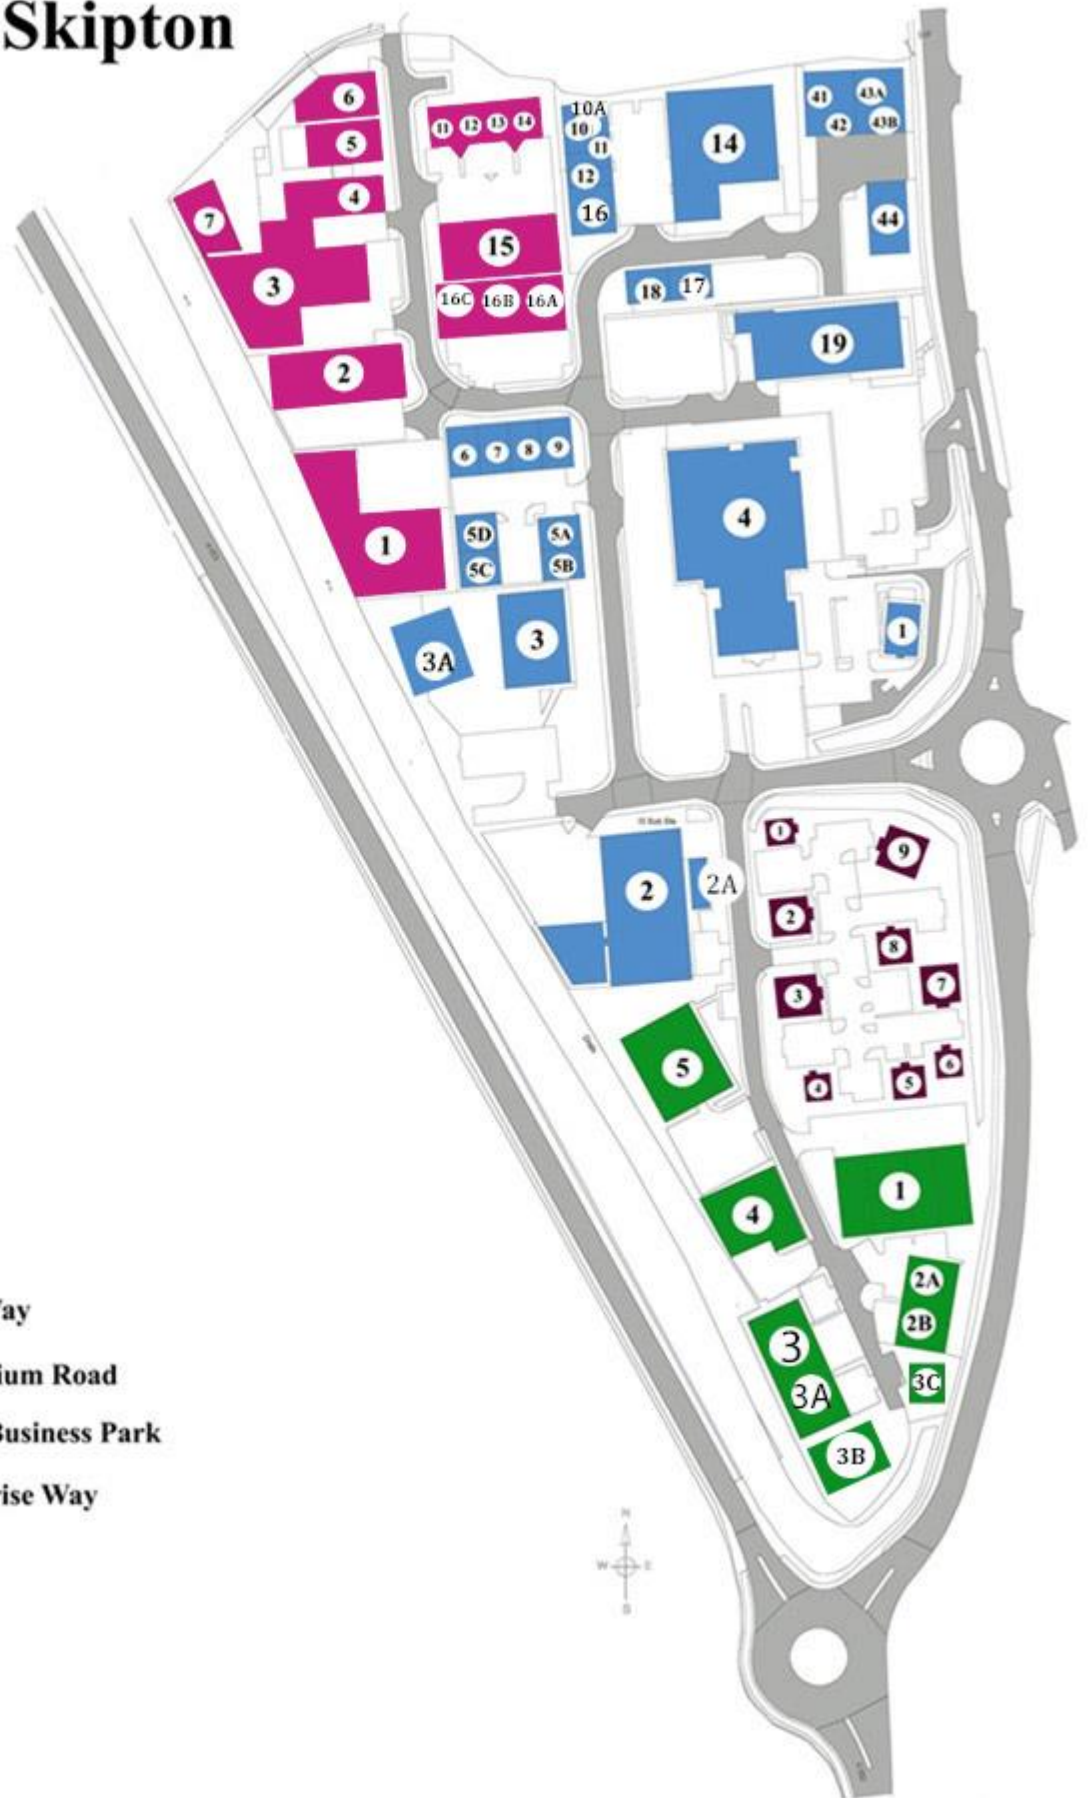 Skipton
6
5
4
7
3
2
1
11 12 13 14
15
16C 16B 16A
10A
10
11
12
16
14
41 43A
42 43B
44
18 17
19
6 7 8 9
5D 5A
5C 5B
4
3
3A
1
2
2A
1
9
2
8
3
7
6
5
4
5
4
1
2A
2B
3
3A
3C
3B
ay
ium Road
Business Park
ise Way
N
W E
S